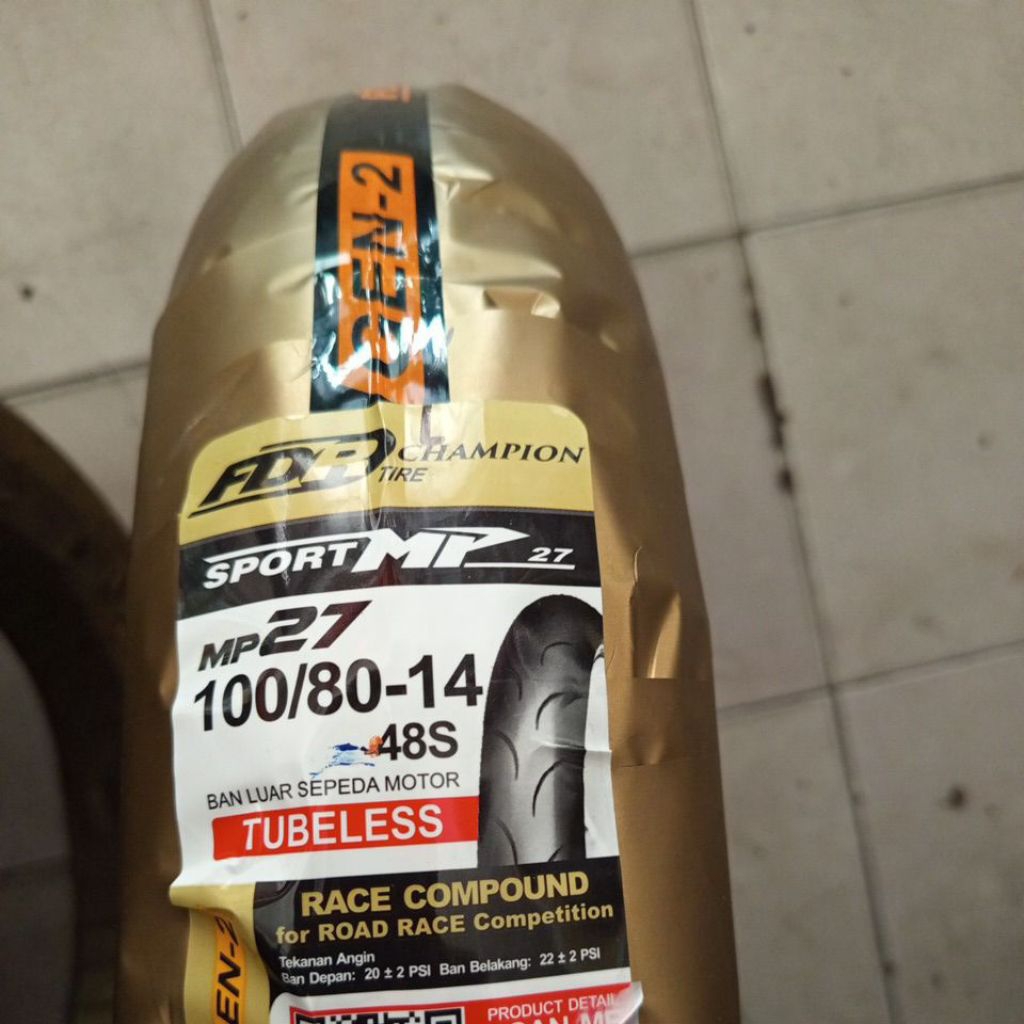 GEN-2
FDR TIRE CHAMPION
SPORT MP 27
MP27
100/80-14
48S
BAN LUAR SEPEDA MOTOR
TUBELESS
RACE COMPOUND
for ROAD RACE Competition
Tekanan Angin
Ban Depan: 20 ± 2 PSI Ban Belakang: 22 ± 2 PSI
EN-2
PRODUCT DETAIL